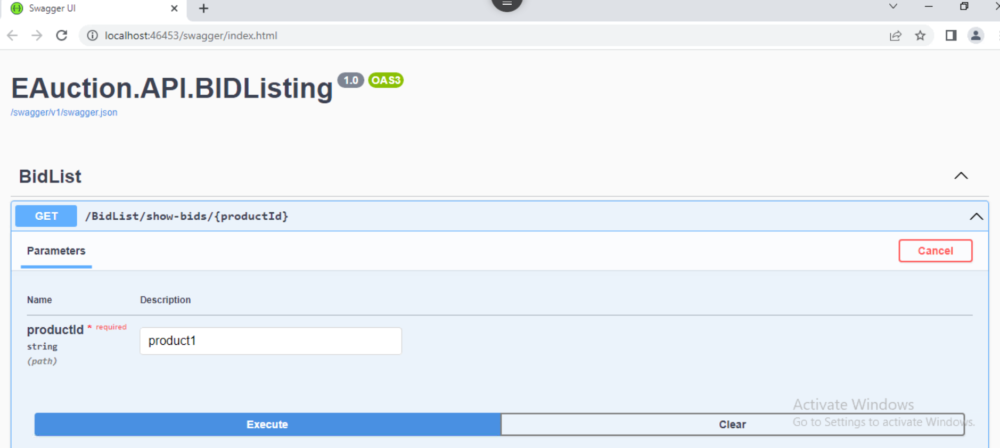 Swagger UI
localhost:46453/swagger/index.html
EAuction.API.BIDListing 1.0 OAS3
/swagger/v1/swagger.json
BidList
GET /BidList/show-bids/{productId}
Parameters Cancel
Name Description
productId * required
product1
string
(path)
Activate Windows
Go to Settings to activate Windows.
Execute Clear